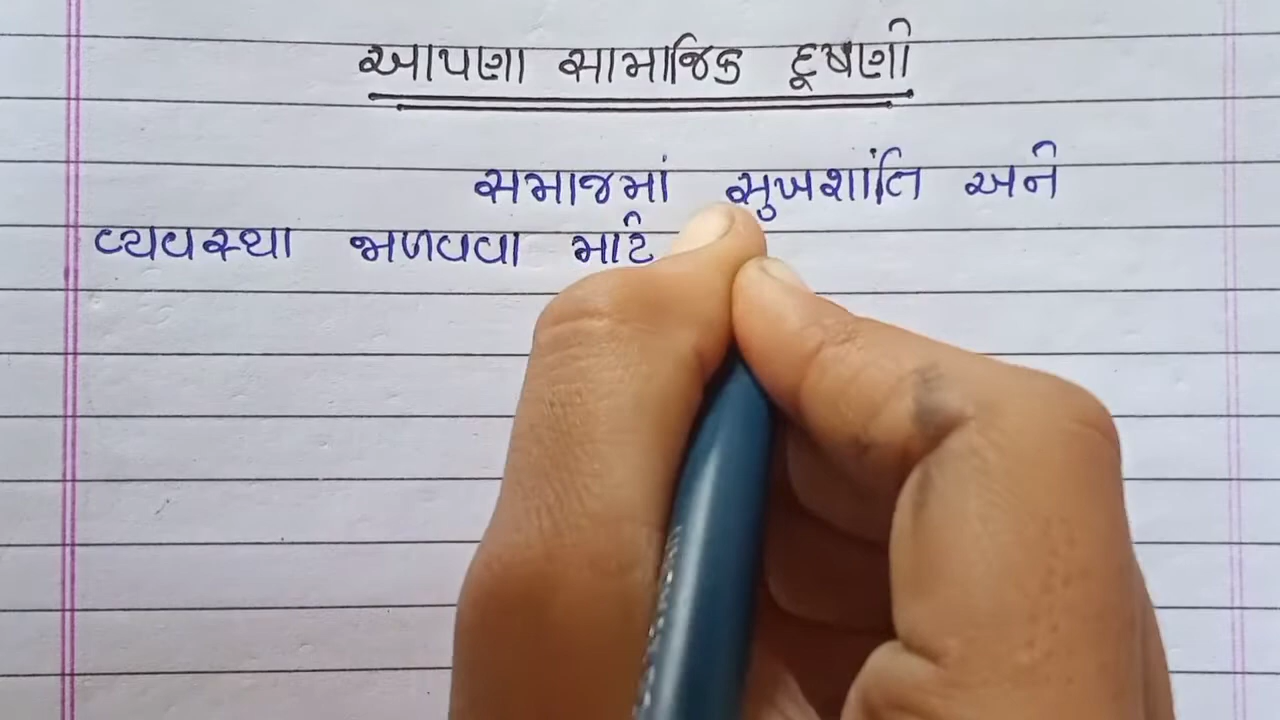 આપણા સામાજિક દૂષણો
સમાજમાં સુખશાંતિ અને
વ્યવસ્થા જાળવવા માટે